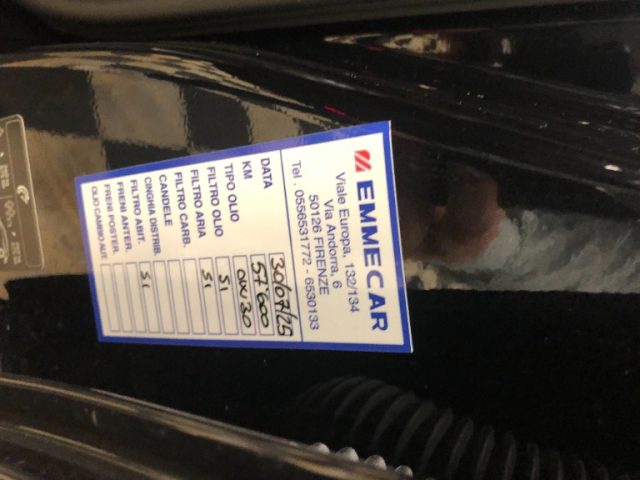 EMMECAR
Viale Europa, 132/134
Via Andorra, 6
50126 FIRENZE
Tel. 0556531772 - 6530133
DATA 30/07/25
KM 57600
TIPO OLIO 0W30
FILTRO OLIO SI
FILTRO ARIA SI
FILTRO CARB.
CANDELE
CINGHIA DISTRIB.
FILTRO ABIT. SI
FRENI ANTER.
FRENI POSTER.
OLIO CAMBIO AUT.